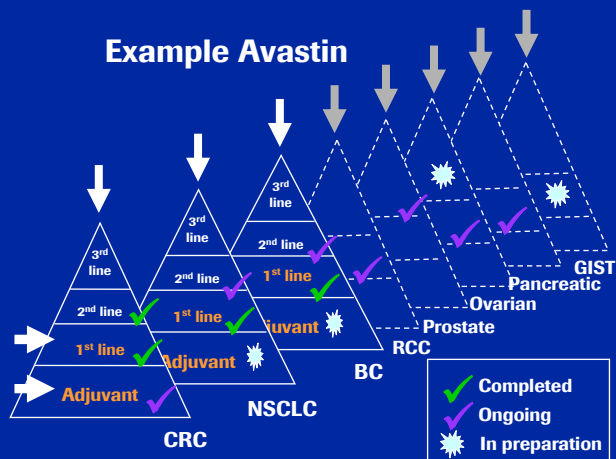 Example Avastin
3rd
line
2nd line
1st line
Adjuvant
CRC
3rd
line
2nd line
1st line
Adjuvant
NSCLC
3rd
line
2nd line
1st line
juvant
BC
RCC
Prostate
Ovarian
Pancreatic
GIST
Completed
Ongoing
In preparation